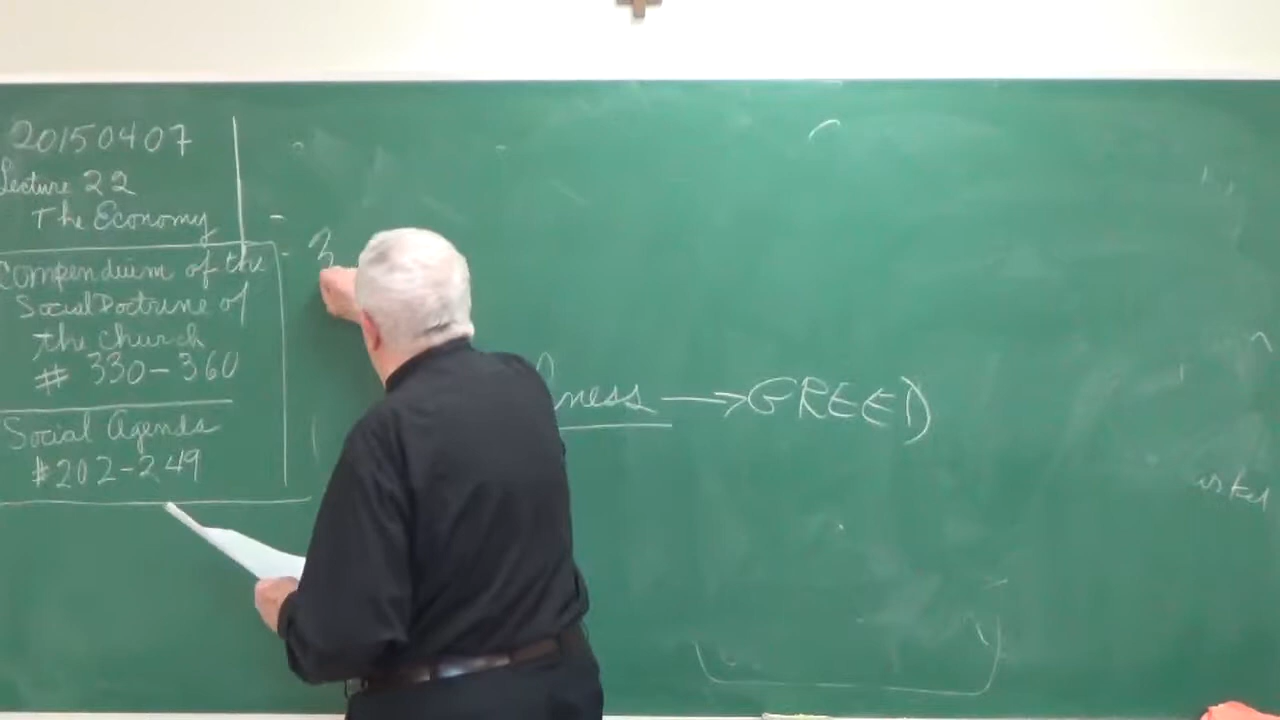 20150407
Lecture 22
The Economy
Compendium of the
Social Doctrine of
the Church
# 330-360
Social Agenda
#202-249
3
ness → GREED